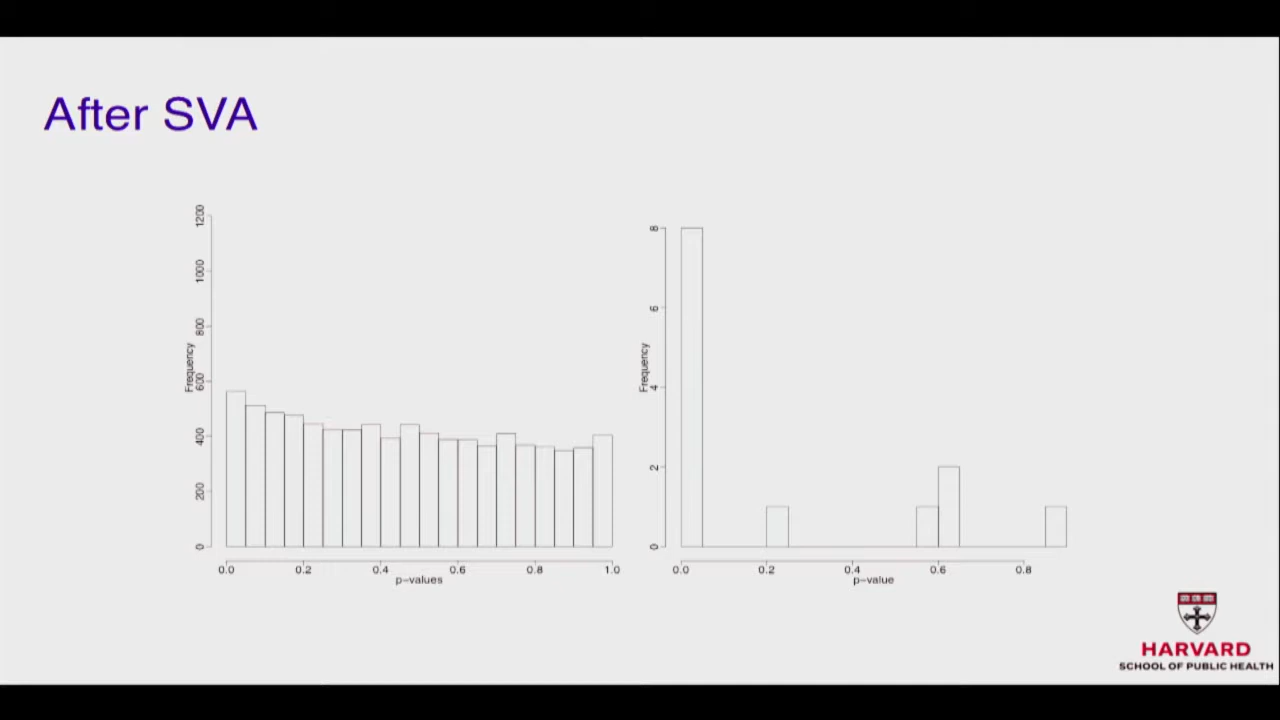 After SVA
Frequency
0
200
400
600
800
1000
1200
0.0 0.2 0.4 0.6 0.8 1.0
p-values
Frequency
0
2
4
6
8
0.0 0.2 0.4 0.6 0.8
p-value
HARVARD
SCHOOL OF PUBLIC HEALTH